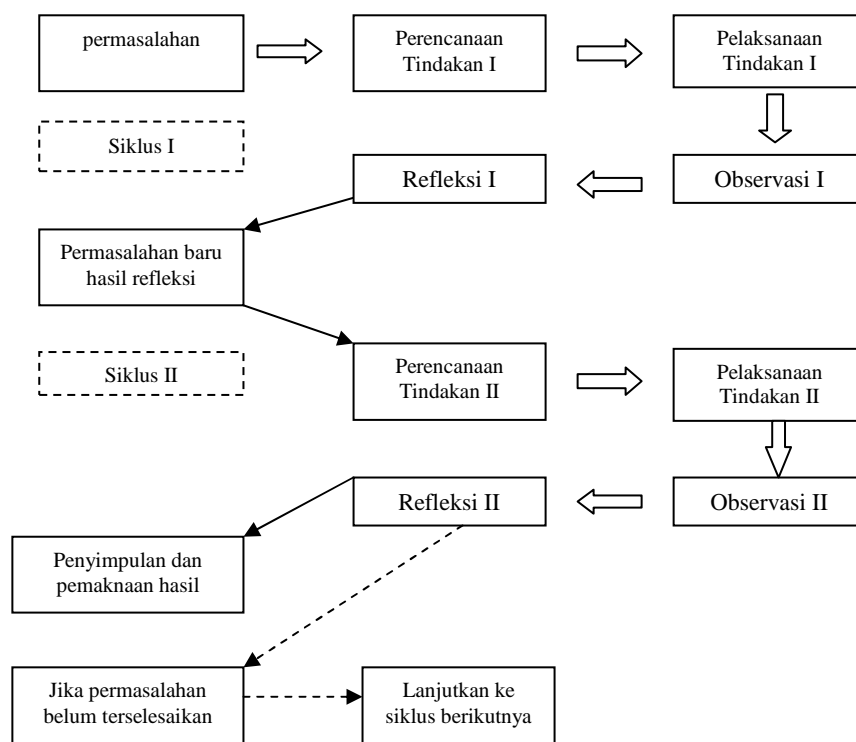 permasalahan
Perencanaan
Tindakan I
Pelaksanaan
Tindakan I
Siklus I
Refleksi I
Observasi I
Permasalahan baru
hasil refleksi
Siklus II
Perencanaan
Tindakan II
Pelaksanaan
Tindakan II
Refleksi II
Observasi II
Penyimpulan dan
pemaknaan hasil
Jika permasalahan
belum terselesaikan
Lanjutkan ke
siklus berikutnya